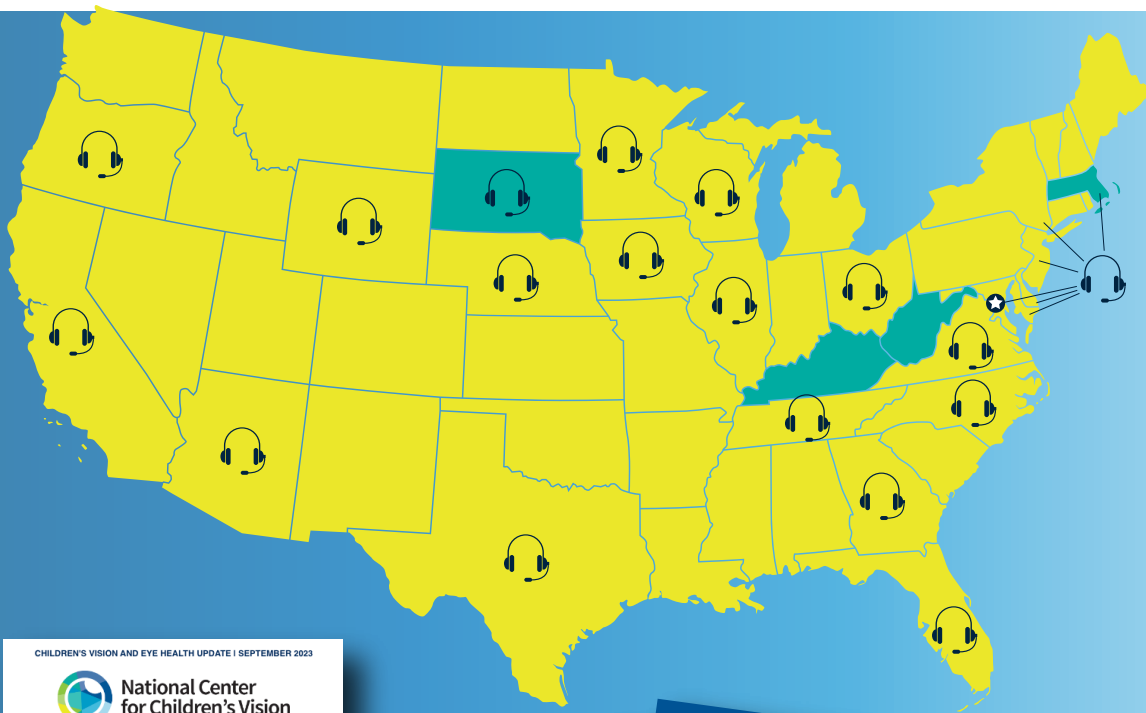 CHILDREN'S VISION AND EYE HEALTH UPDATE | SEPTEMBER 2023
National Center
for Children's Vision